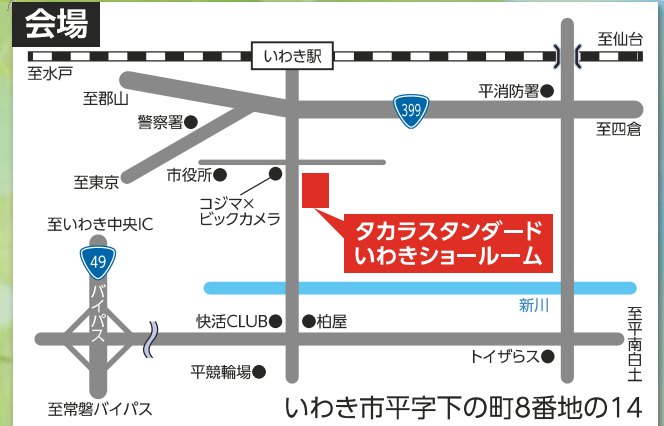 会場
至仙台
いわき駅
至水戸
至郡山
平消防署
399
警察署
至四倉
市役所
至東京
コジマ×
ビックカメラ
至いわき中央IC
タカラスタンダード
いわきショールーム
49
バイパス
新川
快活CLUB
柏屋
至平南白土
トイザらス
平競輪場
至常磐バイパス
いわき市平字下の町8番地の14